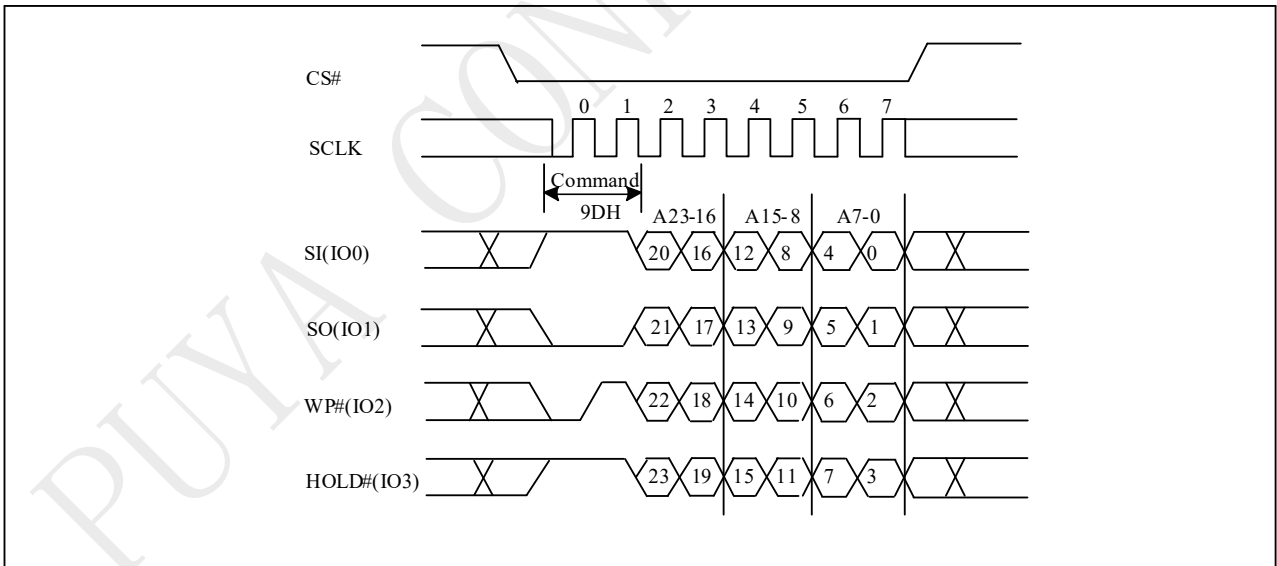 CS#
0 1 2 3 4 5 6 7
SCLK
Command
9DH
A23-16 A15-8 A7-0
SI(IO0) 20 16 12 8 4 0
SO(IO1) 21 17 13 9 5 1
WP#(IO2) 22 18 14 10 6 2
HOLD#(IO3) 23 19 15 11 7 3
PUYA CON